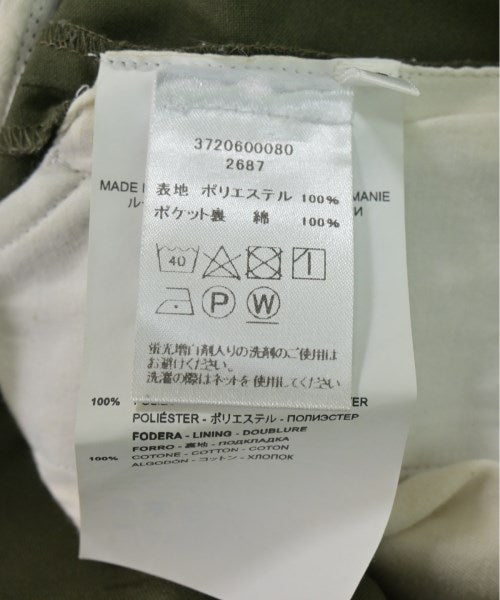 3720600080
2687
MADE
MANIE
ル-
表地 ポリエステル 100%
ポケット裏 綿 100%
40
P
W
蛍光増白剤入りの洗剤のご使用は
お避けください。
洗濯の際はネットを使用してください
100%
TER
POLIÉSTER - ポリエステル - ПОЛИЭСТЕР
FODERA - LINING - DOUBLURE
FORRO - 裏地 - ПОДКЛАДКА
100% COTONE - COTTON - COTON
ALGODON - コットン - ХЛОПОК